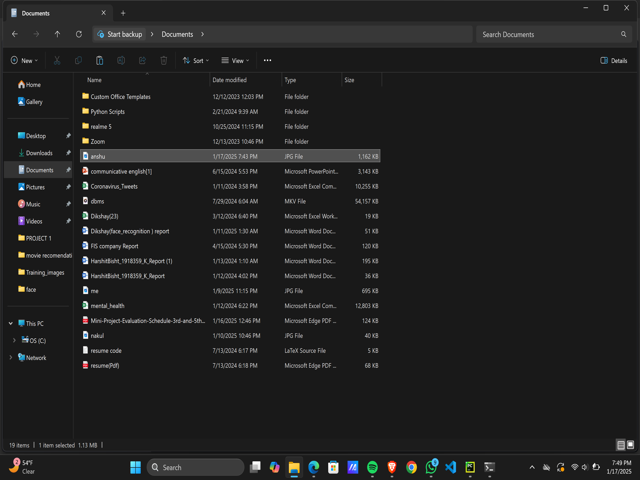 Documents
Start backup
Documents
Search Documents
New
Sort
View
Details
Name Date modified Type Size
Home
Gallery
Desktop
Downloads
Documents
Pictures
Music
Videos
PROJECT 1
movie recomendati
Training_images
face
This PC
OS (C:)
Network
Custom Office Templates 12/12/2023 12:03 PM File folder
Python Scripts 2/21/2024 9:39 AM File folder
realme 5 10/25/2024 11:15 PM File folder
Zoom 12/13/2023 10:46 PM File folder
anshu 1/17/2025 7:43 PM JPG File 1,162 KB
communicative english[1] 6/15/2024 5:53 PM Microsoft PowerPoint... 3,143 KB
Coronavirus_Tweets 1/11/2024 3:58 PM Microsoft Excel Com... 10,255 KB
dbms 7/29/2024 6:04 AM MKV File 54,157 KB
Dikshay(23) 3/12/2024 6:40 PM Microsoft Excel Work... 19 KB
Dikshay(face_recognition ) report 1/11/2025 1:30 AM Microsoft Word Doc... 51 KB
FIS company Report 4/15/2024 5:30 PM Microsoft Word Doc... 120 KB
HarshitBisht_1918359_K_Report (1) 1/13/2024 1:10 AM Microsoft Word Doc... 195 KB
HarshitBisht_1918359_K_Report 1/12/2024 4:02 PM Microsoft Word Doc... 36 KB
me 1/9/2025 11:15 PM JPG File 695 KB
mental_health 1/12/2024 6:22 PM Microsoft Excel Com... 12,803 KB
Mini-Project-Evaluation-Schedule-3rd-and-5th... 1/16/2025 12:46 PM Microsoft Edge PDF ... 124 KB
nakul 1/10/2025 10:46 PM JPG File 40 KB
resume code 7/13/2024 6:17 PM LaTeX Source File 5 KB
resume(Pdf) 7/13/2024 6:18 PM Microsoft Edge PDF ... 68 KB
19 items 1 item selected 1.13 MB
54°F
Clear
Search
7:49 PM
1/17/2025